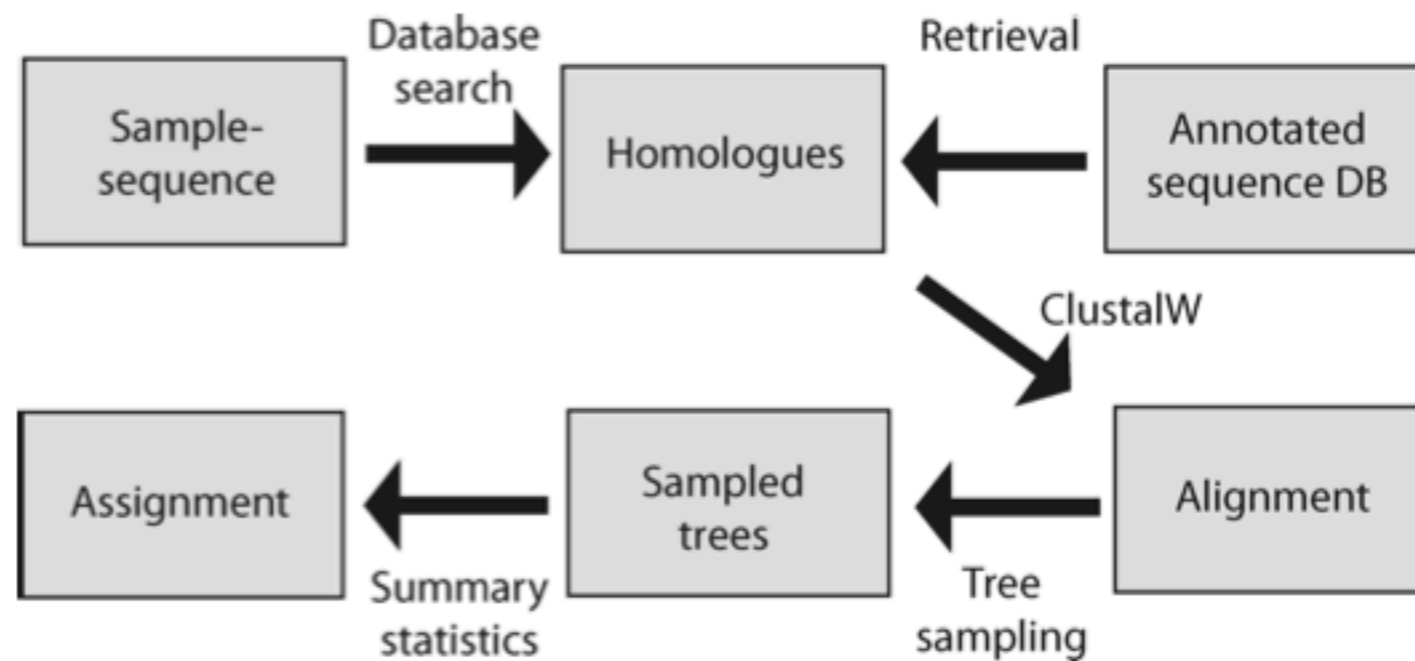 Database
search
Retrieval
Sample-
sequence
Homologues
Annotated
sequence DB
ClustalW
Assignment
Sampled
trees
Alignment
Summary
statistics
Tree
sampling